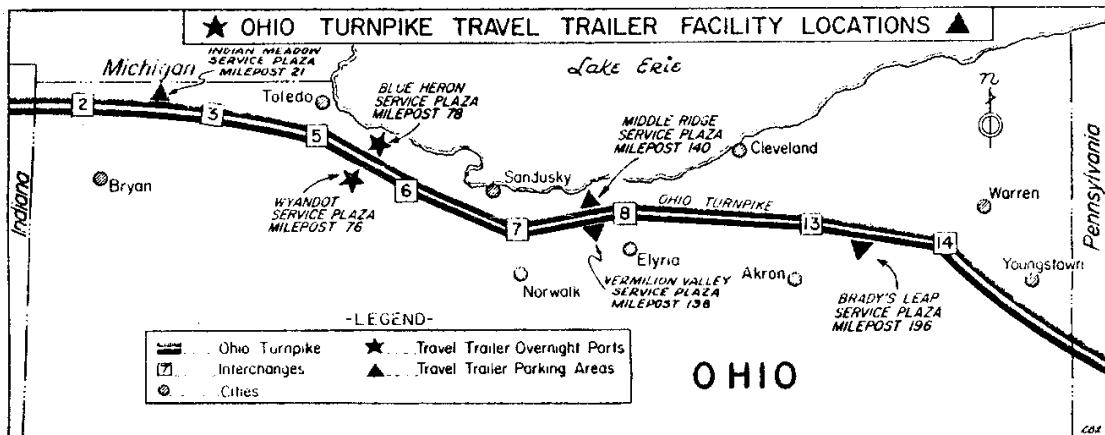 ★ OHIO TURNPIKE TRAVEL TRAILER FACILITY LOCATIONS ▲
INDIAN MEADOW
SERVICE PLAZA
MILEPOST 21
Michigan
Lake Erie
n
Toledo
BLUE HERON
SERVICE PLAZA
MILEPOST 78
MIDDLE RIDGE
SERVICE PLAZA
MILEPOST 140
Cleveland
2
3
5
6
7
8
13
14
Bryan
Sandusky
OHIO TURNPIKE
Warren
Indiana
Pennsylvania
WYANDOT
SERVICE PLAZA
MILEPOST 76
Norwalk
Elyria
VERMILION VALLEY
SERVICE PLAZA
MILEPOST 138
Akron
Youngstown
BRADY'S LEAP
SERVICE PLAZA
MILEPOST 196
-LEGEND-
Ohio Turnpike
Interchanges
Cities
Travel Trailer Overnight Ports
Travel Trailer Parking Areas
7
OHIO